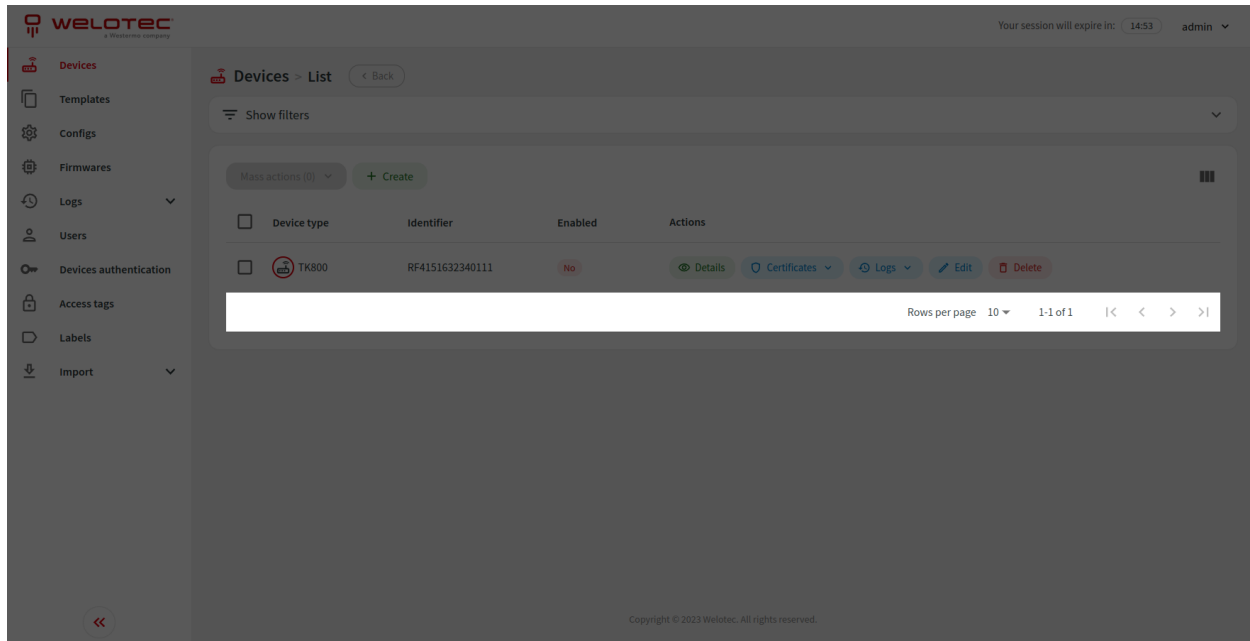 welotec
a Westermo company
Your session will expire in: 14:53 admin
Devices
Templates
Configs
Firmwares
Logs
Users
Devices authentication
Access tags
Labels
Import
Devices > List < Back
Show filters
Mass actions (0) + Create
Device type Identifier Enabled Actions
TK800 RF4151632340111 No Details Certificates Logs Edit Delete
Rows per page 10 1-1 of 1
Copyright © 2023 Welotec. All rights reserved.